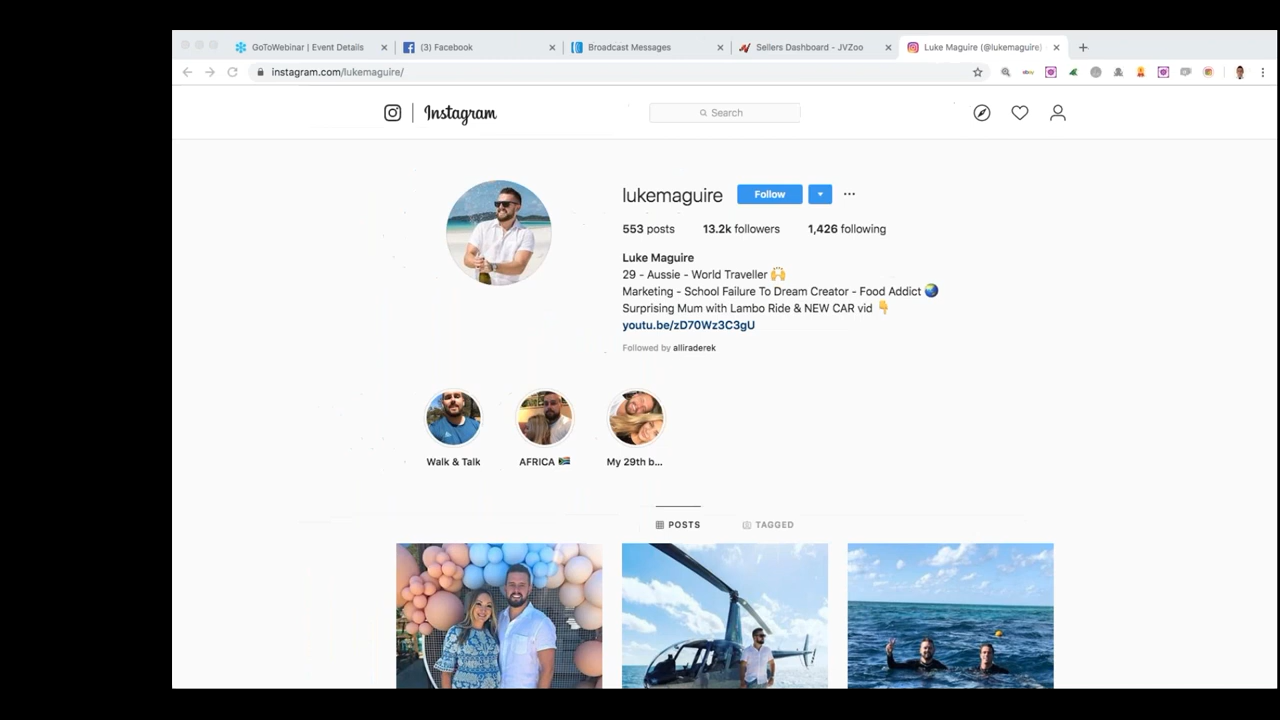 GoToWebinar | Event Details
(3) Facebook
Broadcast Messages
Sellers Dashboard - JVZoo
Luke Maguire (@lukemaguire)
instagram.com/lukemaguire/
Instagram
Search
lukemaguire Follow
553 posts 13.2k followers 1,426 following
Luke Maguire
29 - Aussie - World Traveller 🙌
Marketing - School Failure To Dream Creator - Food Addict 🌏
Surprising Mum with Lambo Ride & NEW CAR vid 👇
youtu.be/zD70Wz3C3gU
Followed by alliraderek
Walk & Talk AFRICA 🇿🇦 My 29th b...
POSTS TAGGED